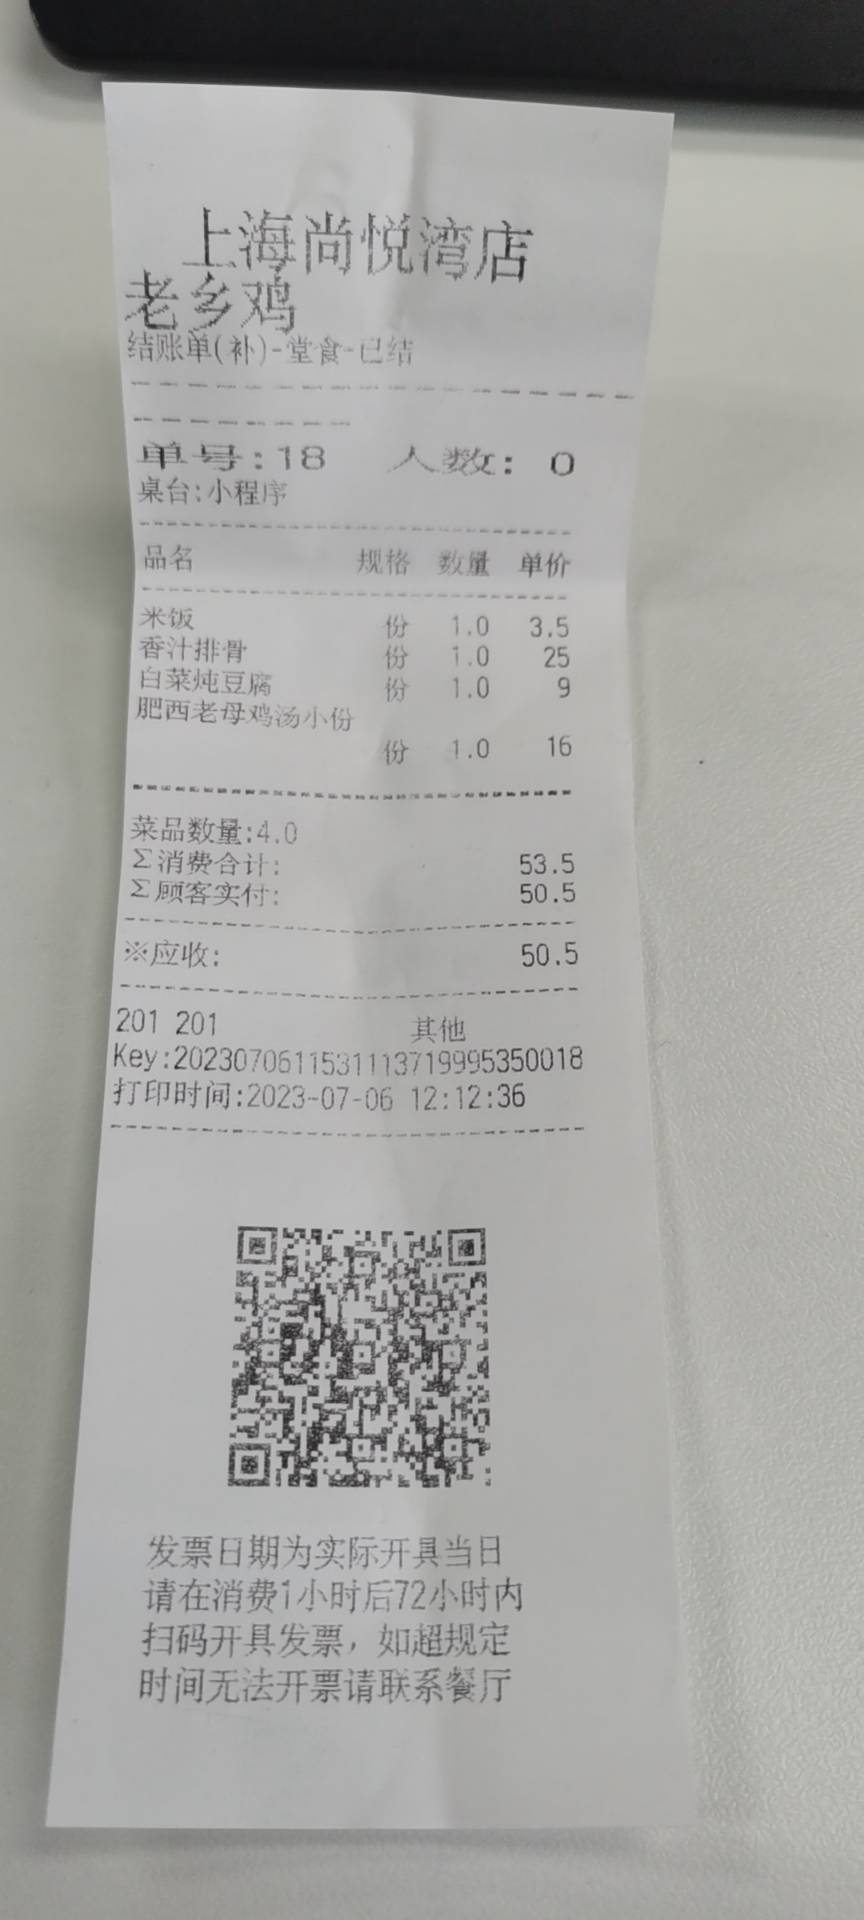 上海尚悦湾店
老乡鸡
结账单(补)-堂食-已结
单号:18 人数: 0
桌台:小程序
品名 规格 数量 单价
米饭 份 1.0 3.5
香汁排骨 份 1.0 25
白菜炖豆腐 份 1.0 9
肥西老母鸡汤小份
份 1.0 16
菜品数量:4.0
Σ消费合计: 53.5
Σ顾客实付: 50.5
※应收: 50.5
201 201 其他
Key:2023070611531113719995350018
打印时间:2023-07-06 12:12:36
发票日期为实际开具当日
请在消费1小时后72小时内
扫码开具发票，如超规定
时间无法开票请联系餐厅